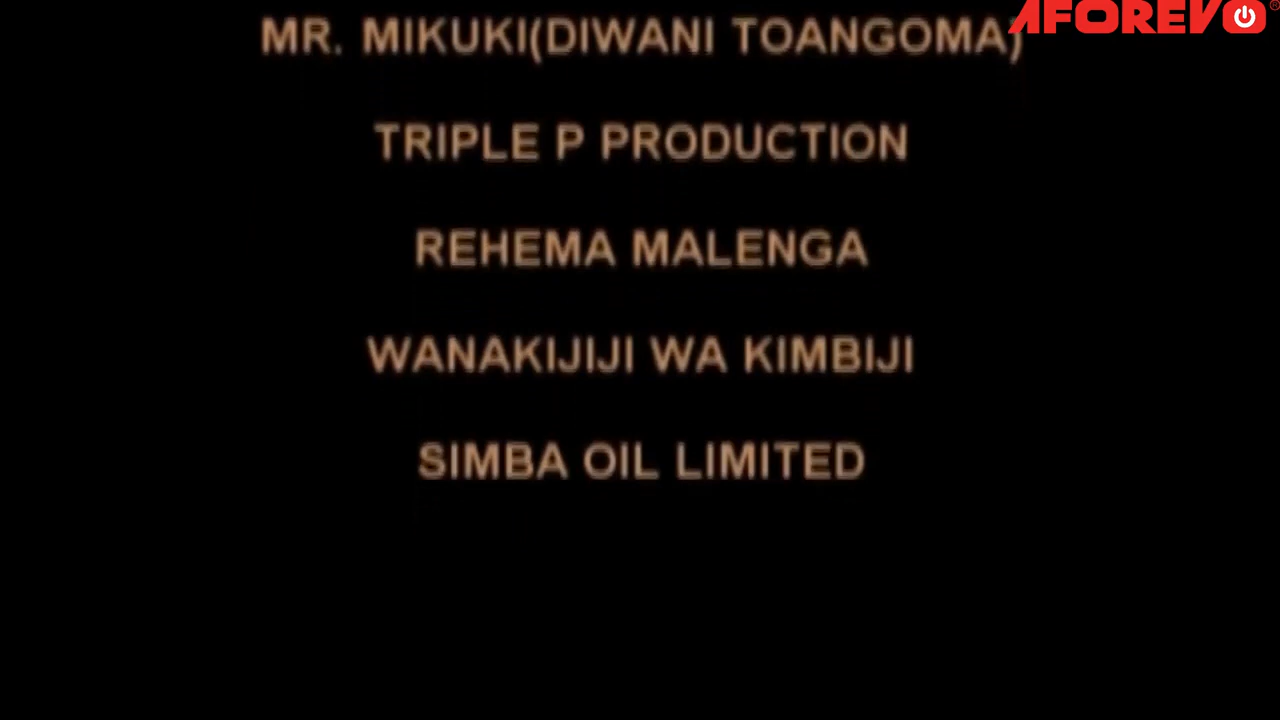 AFOREVO®
MR. MIKUKI(DIWANI TOANGOMA)
TRIPLE P PRODUCTION
REHEMA MALENGA
WANAKIJIJI WA KIMBIJI
SIMBA OIL LIMITED